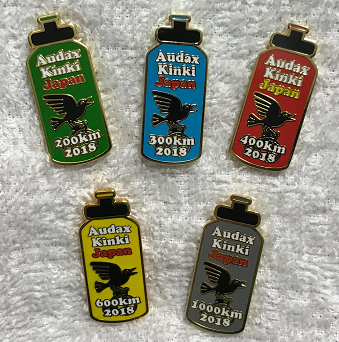 Audax
Kinki
Japan
200km
2018
Audax
Kinki
Japan
300km
2018
Audax
Kinki
Japan
400km
2018
Audax
Kinki
Japan
600km
2018
Audax
Kinki
Japan
1000km
2018